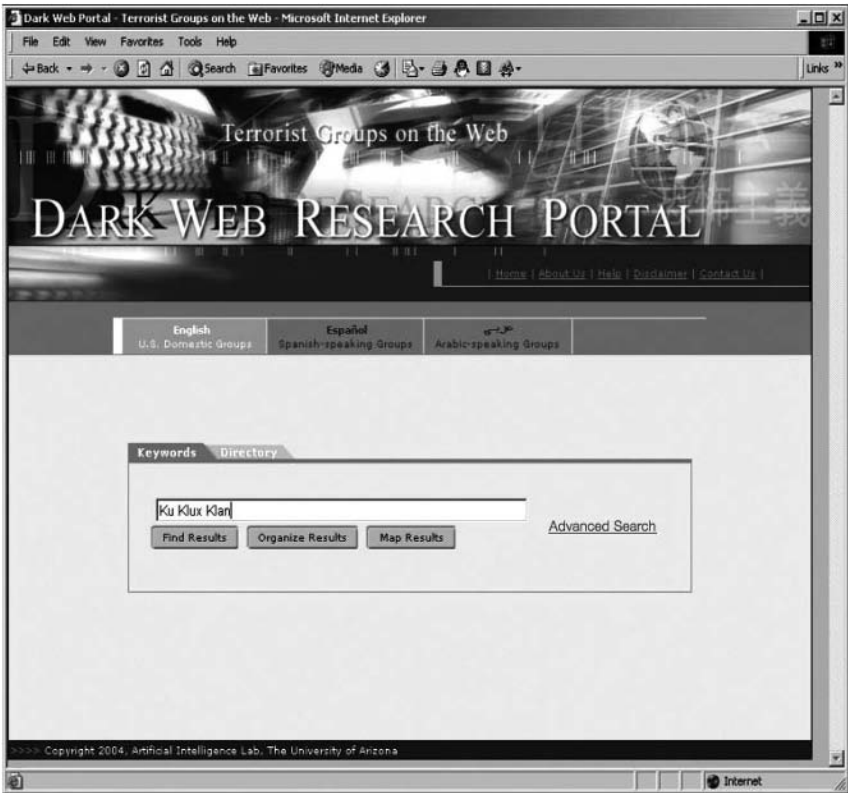 Dark Web Portal - Terrorist Groups on the Web - Microsoft Internet Explorer
File Edit View Favorites Tools Help
Back Search Favorites Media Links »
Terrorist Groups on the Web
DARK WEB RESEARCH PORTAL
| Home | About Us | Help | Disclaimer | Contact Us |
English Español عربي
U.S. Domestic Groups Spanish-speaking Groups Arabic-speaking Groups
Keywords Directory
Ku Klux Klan
Advanced Search
Find Results Organize Results Map Results
>>>> Copyright 2004, Artificial Intelligence Lab, The University of Arizona
Internet